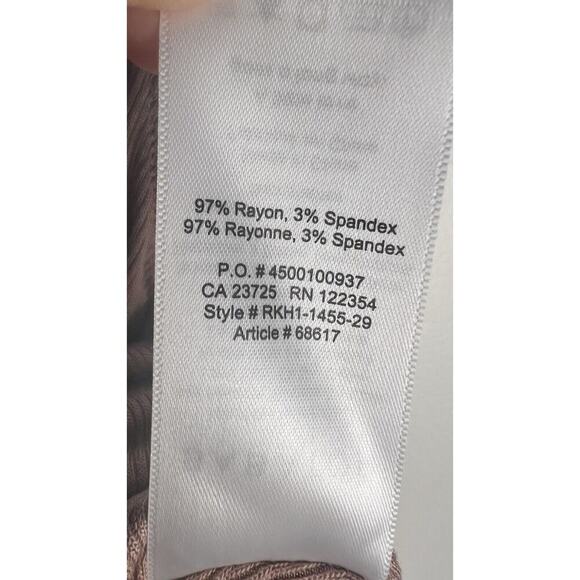 97% Rayon, 3% Spandex
97% Rayonne, 3% Spandex
P.O. # 4500100937
CA 23725 RN 122354
Style # RKH1-1455-29
Article # 68617